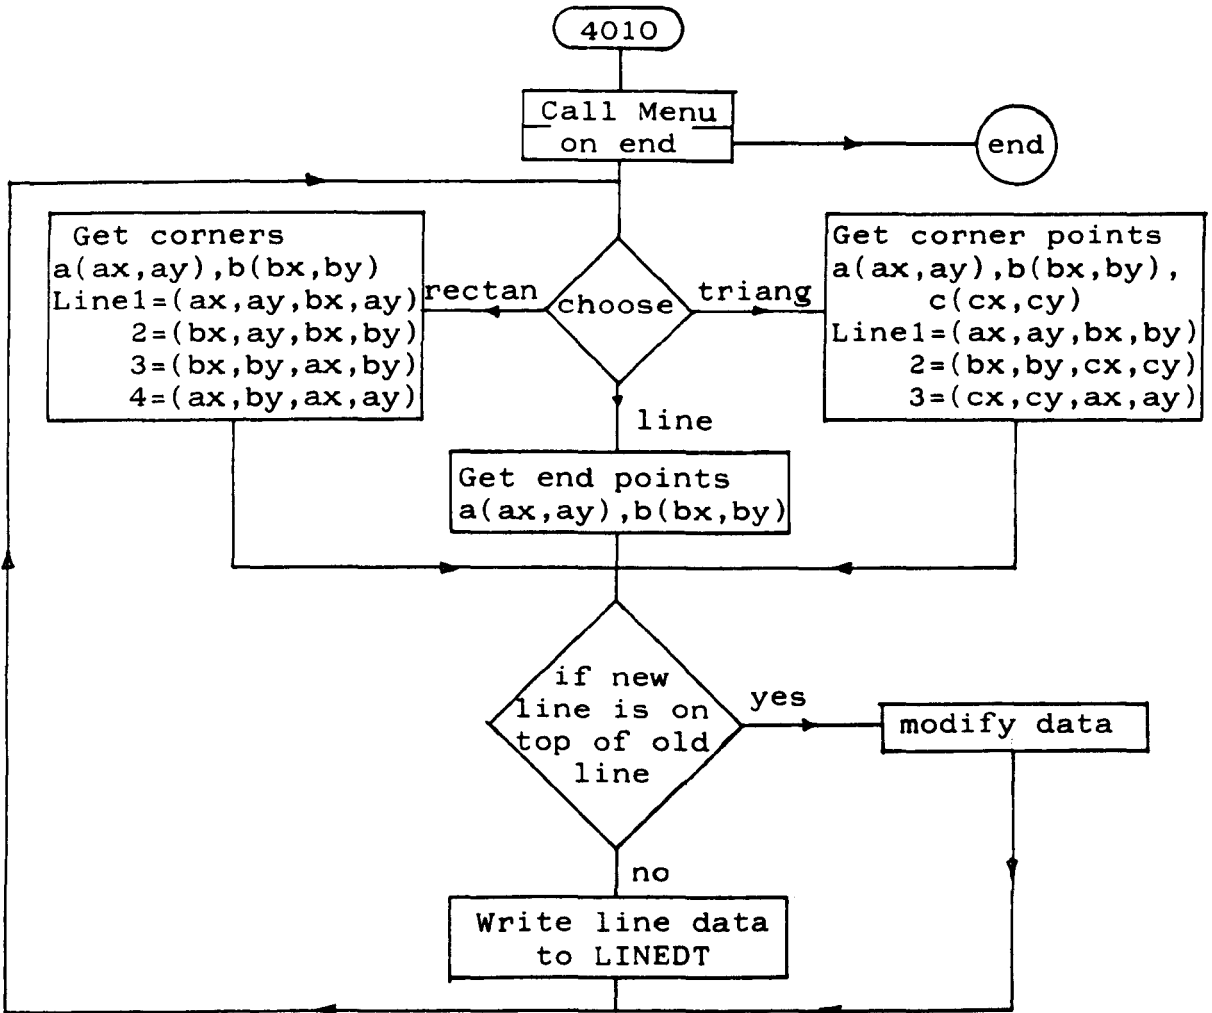 4010
Call Menu
on end
end
Get corners
a(ax,ay),b(bx,by)
Line1=(ax,ay,bx,ay)
2=(bx,ay,bx,by)
3=(bx,by,ax,by)
4=(ax,by,ax,ay)
rectan
choose
triang
Get corner points
a(ax,ay),b(bx,by),
c(cx,cy)
Line1=(ax,ay,bx,by)
2=(bx,by,cx,cy)
3=(cx,cy,ax,ay)
line
Get end points
a(ax,ay),b(bx,by)
if new
line is on
top of old
line
yes
modify data
no
Write line data
to LINEDT